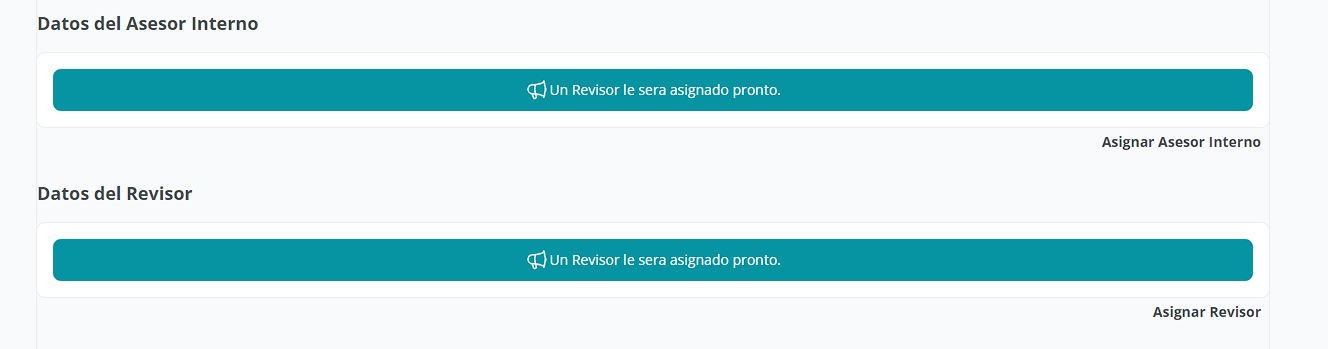 Datos del Asesor Interno
Un Revisor le sera asignado pronto.
Asignar Asesor Interno
Datos del Revisor
Un Revisor le sera asignado pronto.
Asignar Revisor